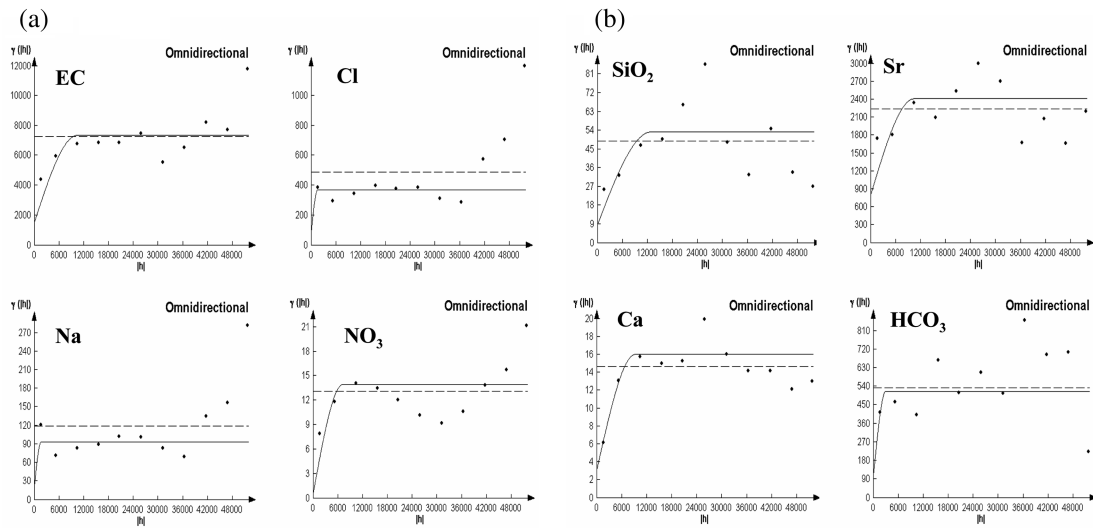 (a)
γ (|h|)
Omnidirectional
EC
12000
10000
8000
6000
4000
2000
0
0 6000 12000 18000 24000 30000 36000 42000 48000
|h|
γ (|h|)
Omnidirectional
Cl
1200
1000
800
600
400
200
0
0 6000 12000 18000 24000 30000 36000 42000 48000
|h|
γ (|h|)
Omnidirectional
Na
270
240
210
180
150
120
90
60
30
0
0 6000 12000 18000 24000 30000 36000 42000 48000
|h|
γ (|h|)
Omnidirectional
NO3
21
18
15
12
9
6
3
0
0 6000 12000 18000 24000 30000 36000 42000 48000
|h|
(b)
γ (|h|)
Omnidirectional
SiO2
81
72
63
54
45
36
27
18
9
0
0 6000 12000 18000 24000 30000 36000 42000 48000
|h|
γ (|h|)
Omnidirectional
Sr
3000
2700
2400
2100
1800
1500
1200
900
600
300
0
0 6000 12000 18000 24000 30000 36000 42000 48000
|h|
γ (|h|)
Omnidirectional
Ca
20
18
16
14
12
10
8
6
4
2
0
0 6000 12000 18000 24000 30000 36000 42000 48000
|h|
γ (|h|)
Omnidirectional
HCO3
810
720
630
540
450
360
270
180
90
0
0 6000 12000 18000 24000 30000 36000 42000 48000
|h|